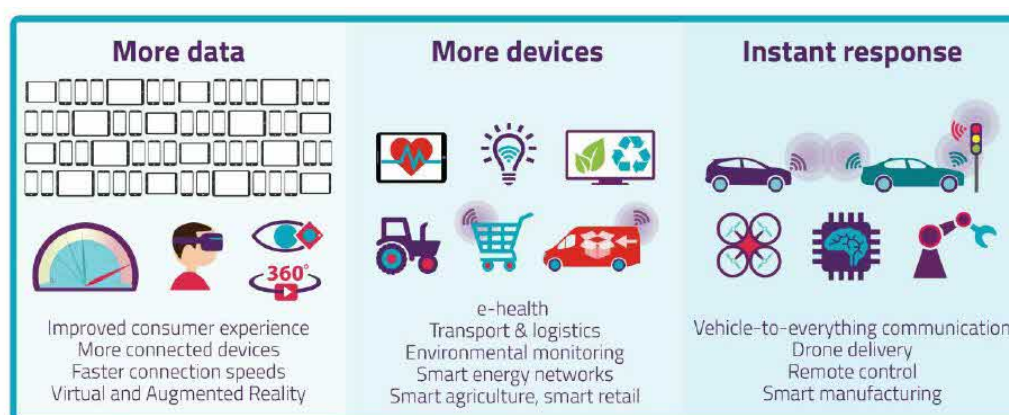 More data
360°
Improved consumer experience
More connected devices
Faster connection speeds
Virtual and Augmented Reality
More devices
e-health
Transport & logistics
Environmental monitoring
Smart energy networks
Smart agriculture, smart retail
Instant response
Vehicle-to-everything communication
Drone delivery
Remote control
Smart manufacturing